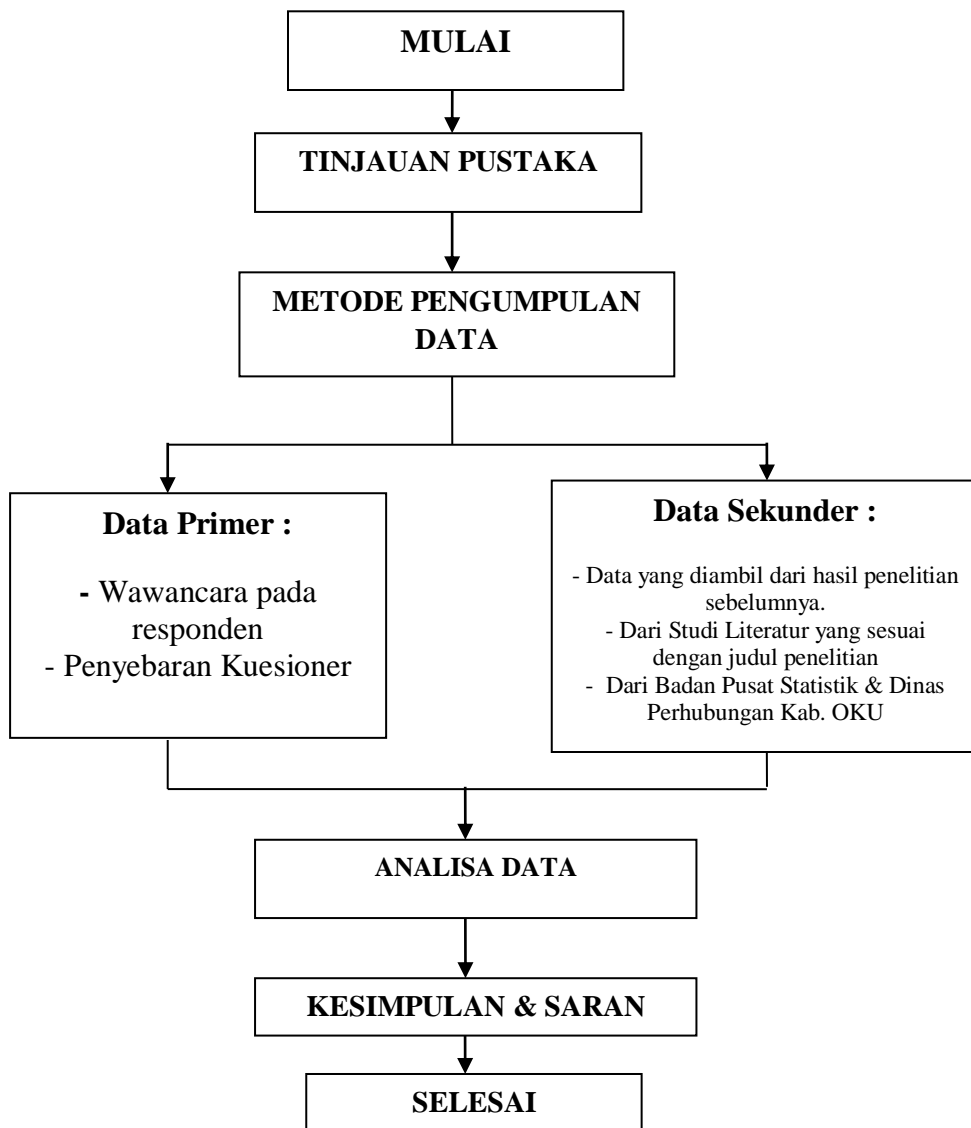 MULAI
TINJAUAN PUSTAKA
METODE PENGUMPULAN
DATA
Data Primer :
- Wawancara pada
responden
- Penyebaran Kuesioner
Data Sekunder :
- Data yang diambil dari hasil penelitian
sebelumnya.
- Dari Studi Literatur yang sesuai
dengan judul penelitian
- Dari Badan Pusat Statistik & Dinas
Perhubungan Kab. OKU
ANALISA DATA
KESIMPULAN & SARAN
SELESAI